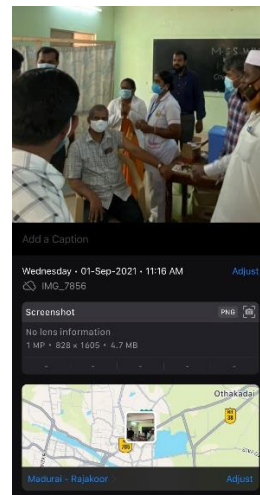 Add a Caption
Wednesday • 01-Sep-2021 • 11:16 AM Adjust
IMG_7856
Screenshot PNG
No lens information
1 MP • 828 × 1605 • 4.7 MB
- - - - -
Othakadai
Madurai - Rajakoor Adjust